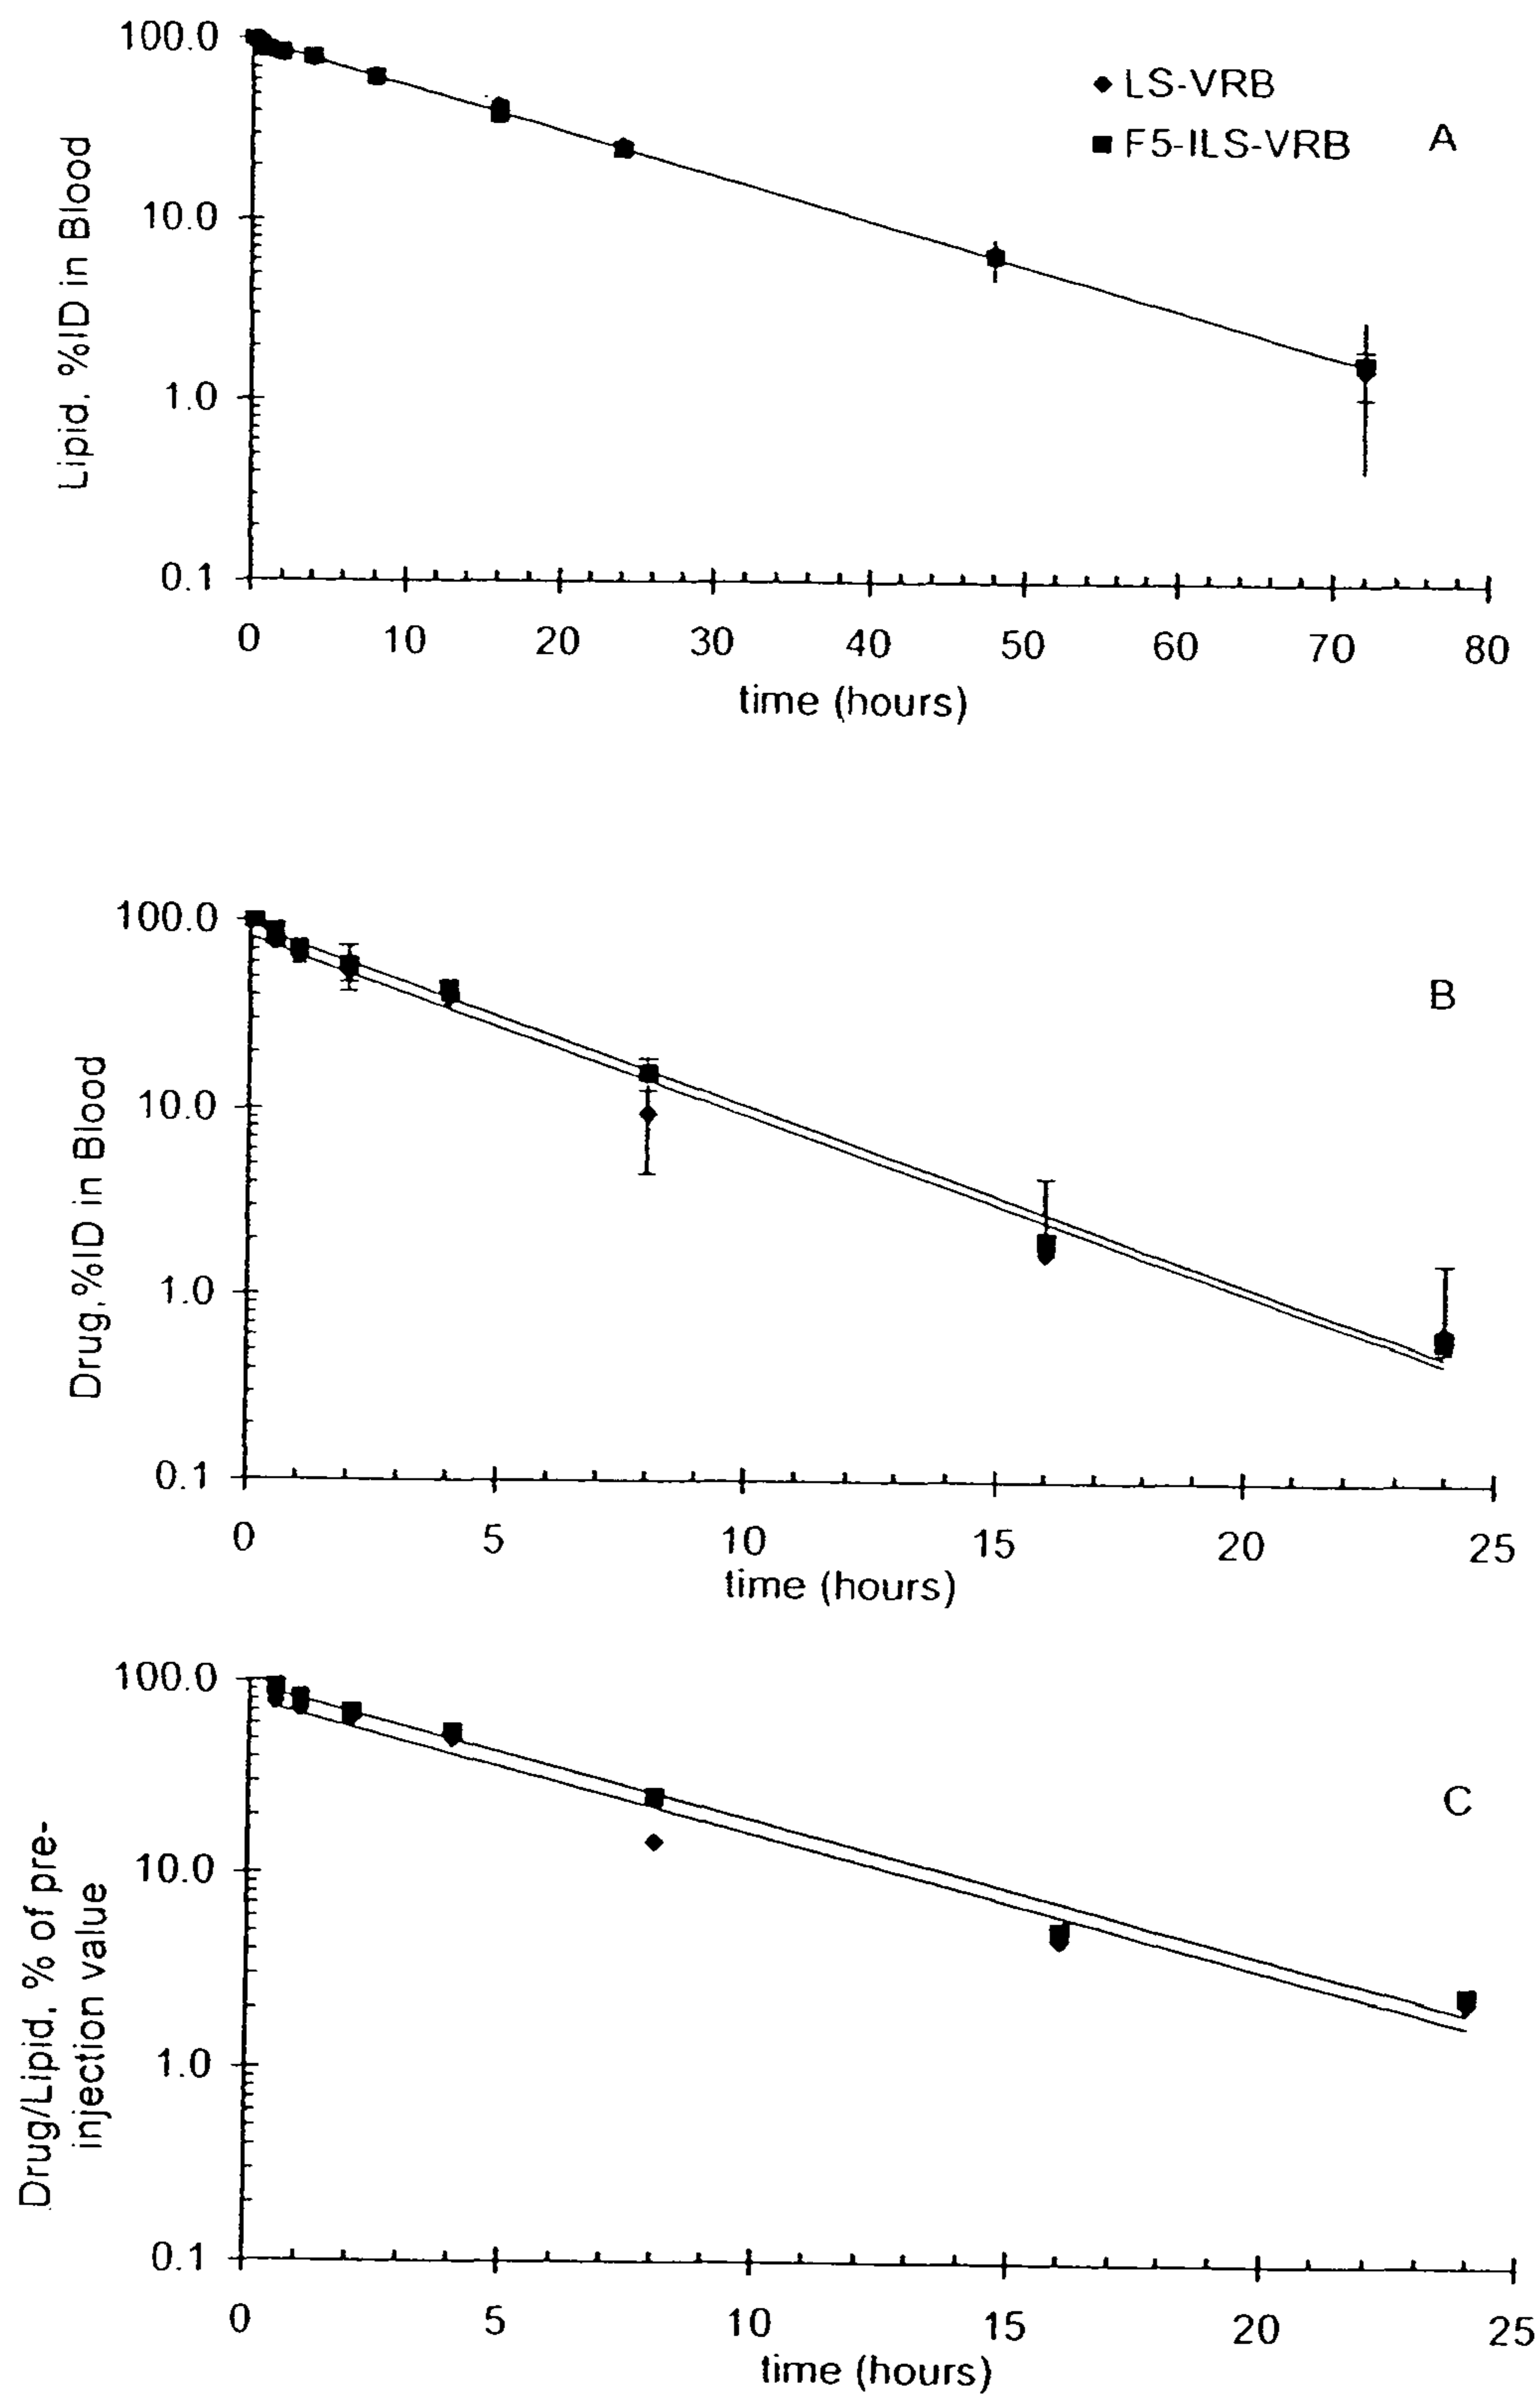 100.0
LS-VRB
F5-ILS-VRB
A
10.0
1.0
0.1
Lipid, %ID in Blood
0 10 20 30 40 50 60 70 80
time (hours)
100.0
B
10.0
1.0
0.1
Drug,%ID in Blood
0 5 10 15 20 25
time (hours)
100.0
C
10.0
1.0
0.1
Drug/Lipid, % of pre-
injection value
0 5 10 15 20 25
time (hours)